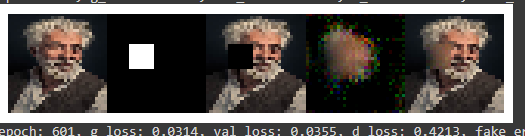 epoch: 601, g loss: 0.0314, val loss: 0.0355, d loss: 0.4213, fake